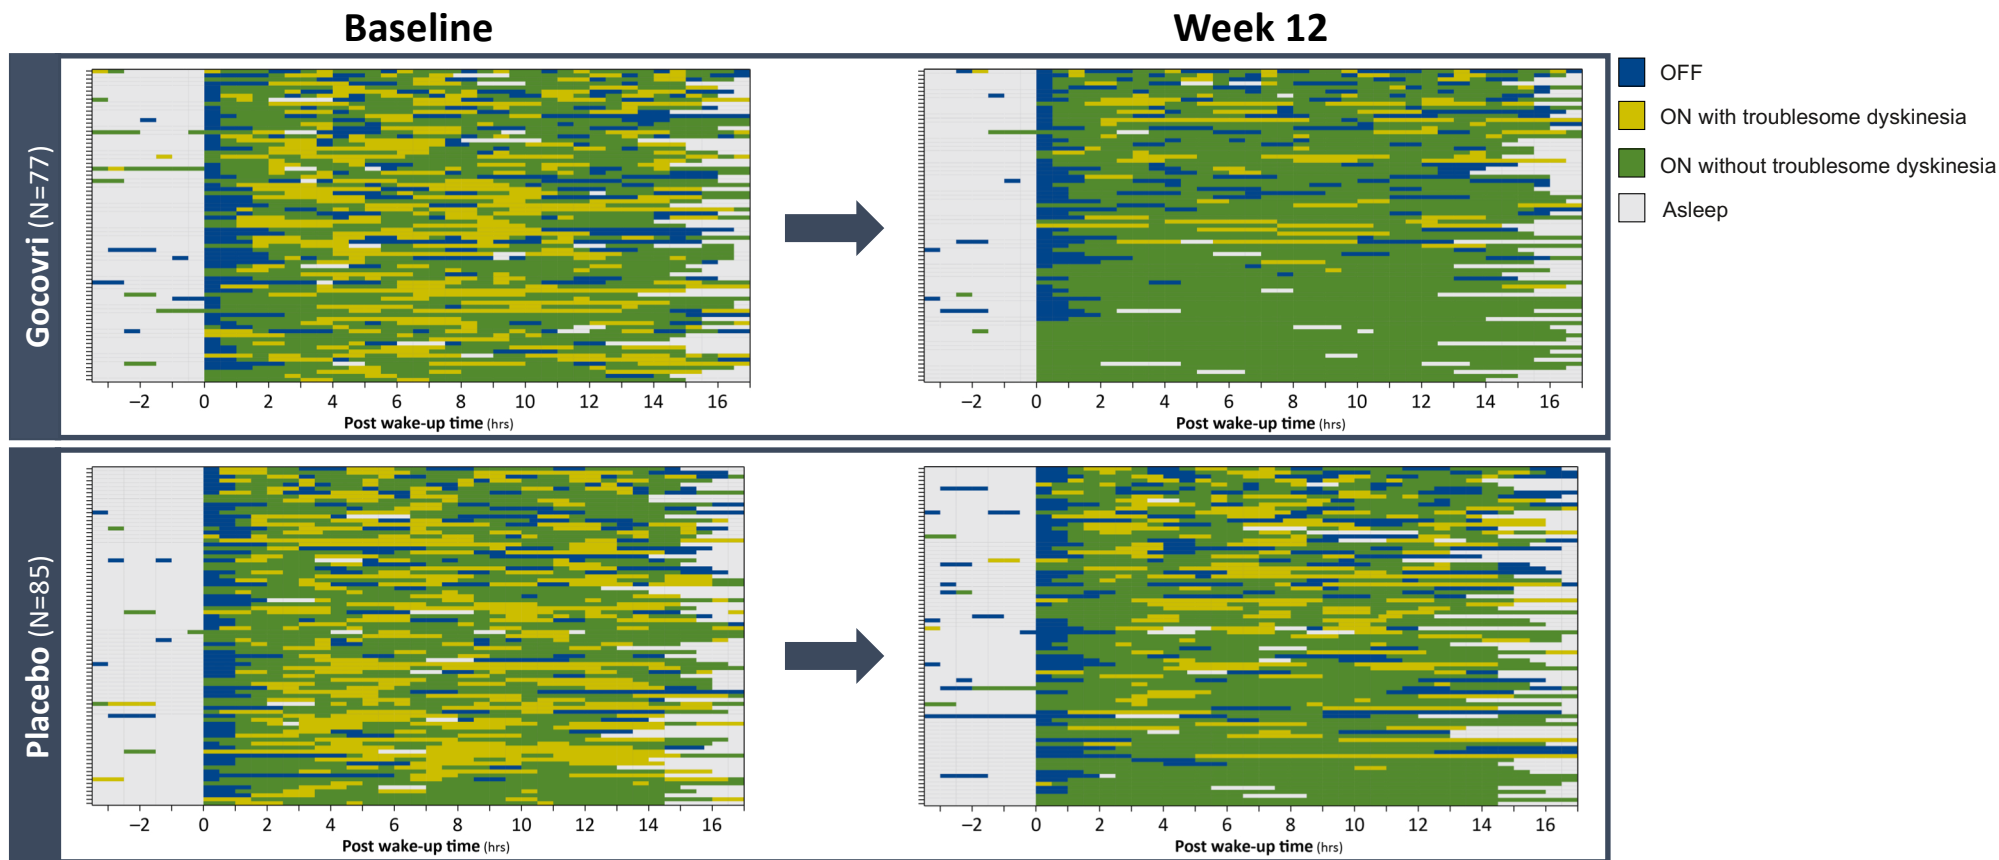 Baseline
Week 12
OFF
ON with troublesome dyskinesia
ON without troublesome dyskinesia
Asleep
Gocovri (N=77)
–2 0 2 4 6 8 10 12 14 16
Post wake-up time (hrs)
–2 0 2 4 6 8 10 12 14 16
Post wake-up time (hrs)
Placebo (N=85)
–2 0 2 4 6 8 10 12 14 16
Post wake-up time (hrs)
–2 0 2 4 6 8 10 12 14 16
Post wake-up time (hrs)